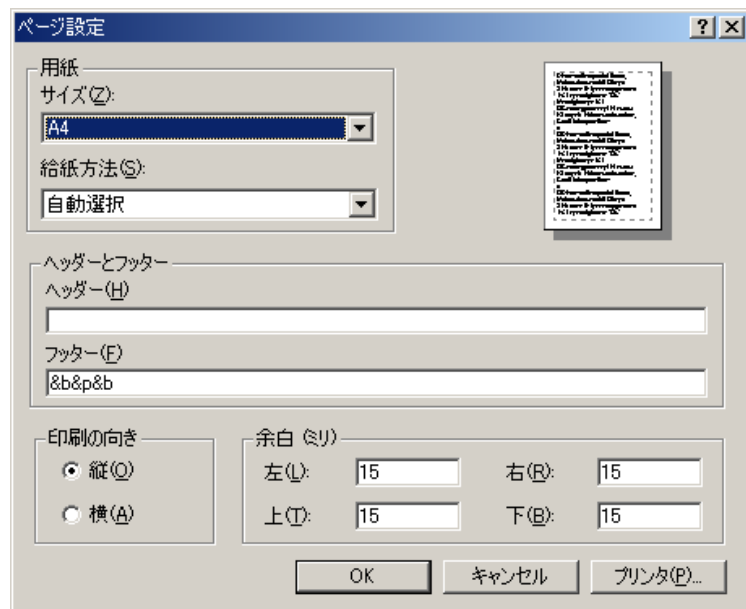 ページ設定
用紙
サイズ(Z):
A4
給紙方法(S):
自動選択
ヘッダーとフッター
ヘッダー(H)
フッター(F)
&b&p&b
印刷の向き
縦(O)
横(A)
余白 (ミリ)
左(L): 15 右(R): 15
上(T): 15 下(B): 15
OK キャンセル プリンタ(P)...